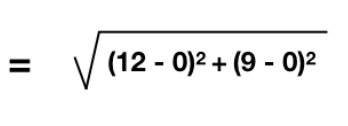 = √(12 - 0)² + (9 - 0)²